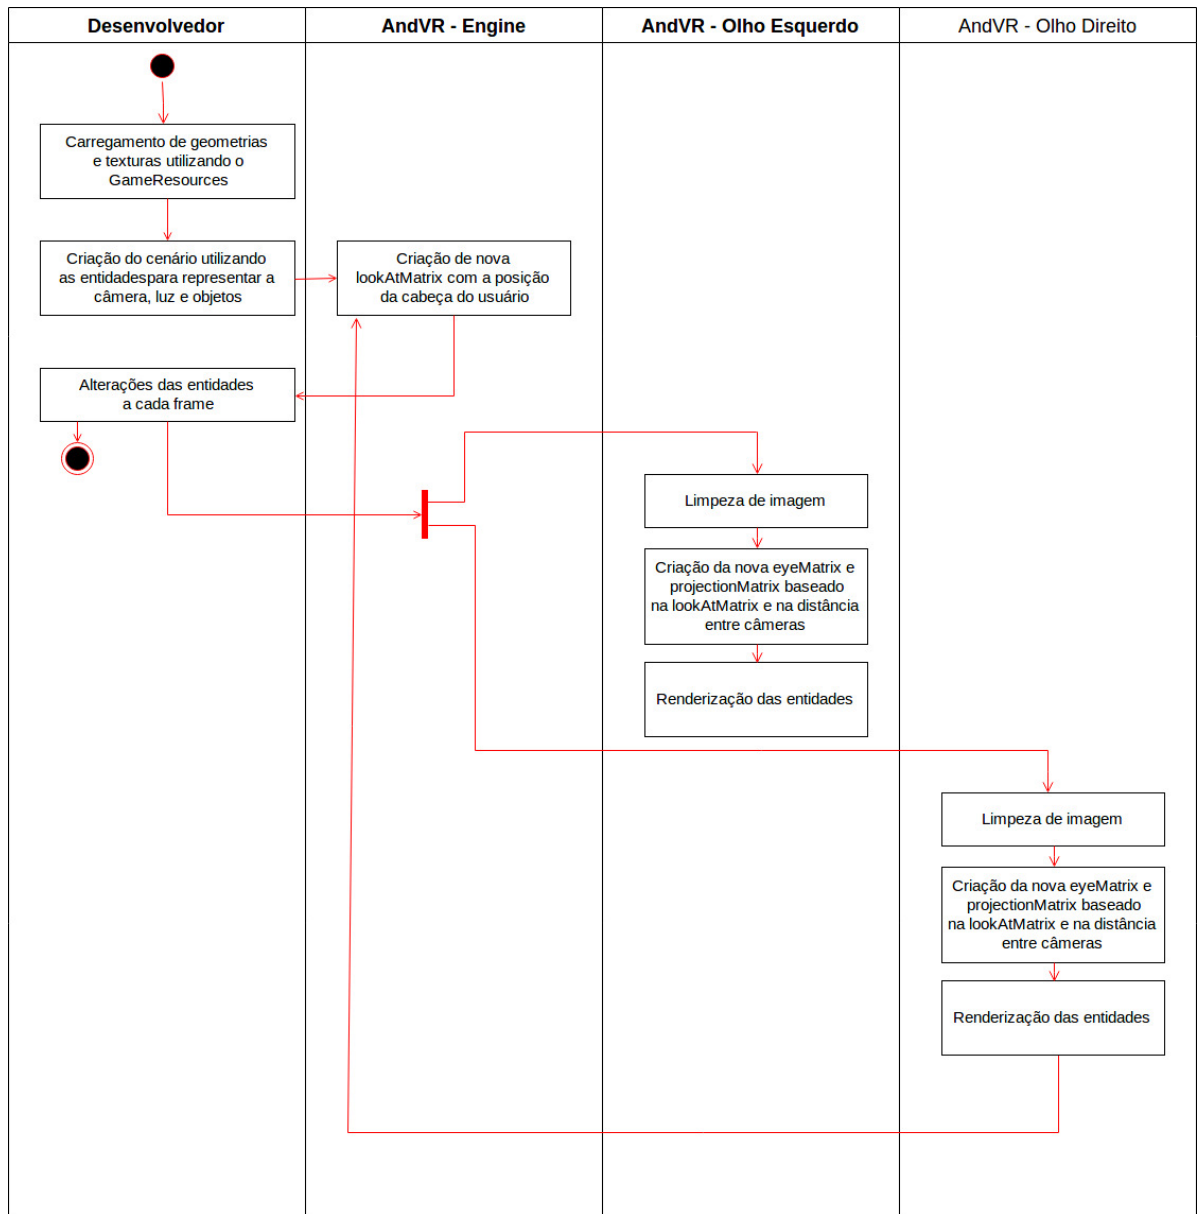 Desenvolvedor
AndVR - Engine
AndVR - Olho Esquerdo
AndVR - Olho Direito
Carregamento de geometrias
e texturas utilizando o
GameResources
Criação do cenário utilizando
as entidadespara representar a
câmera, luz e objetos
Criação de nova
lookAtMatrix com a posição
da cabeça do usuário
Alterações das entidades
a cada frame
Limpeza de imagem
Criação da nova eyeMatrix e
projectionMatrix baseado
na lookAtMatrix e na distância
entre câmeras
Renderização das entidades
Limpeza de imagem
Criação da nova eyeMatrix e
projectionMatrix baseado
na lookAtMatrix e na distância
entre câmeras
Renderização das entidades